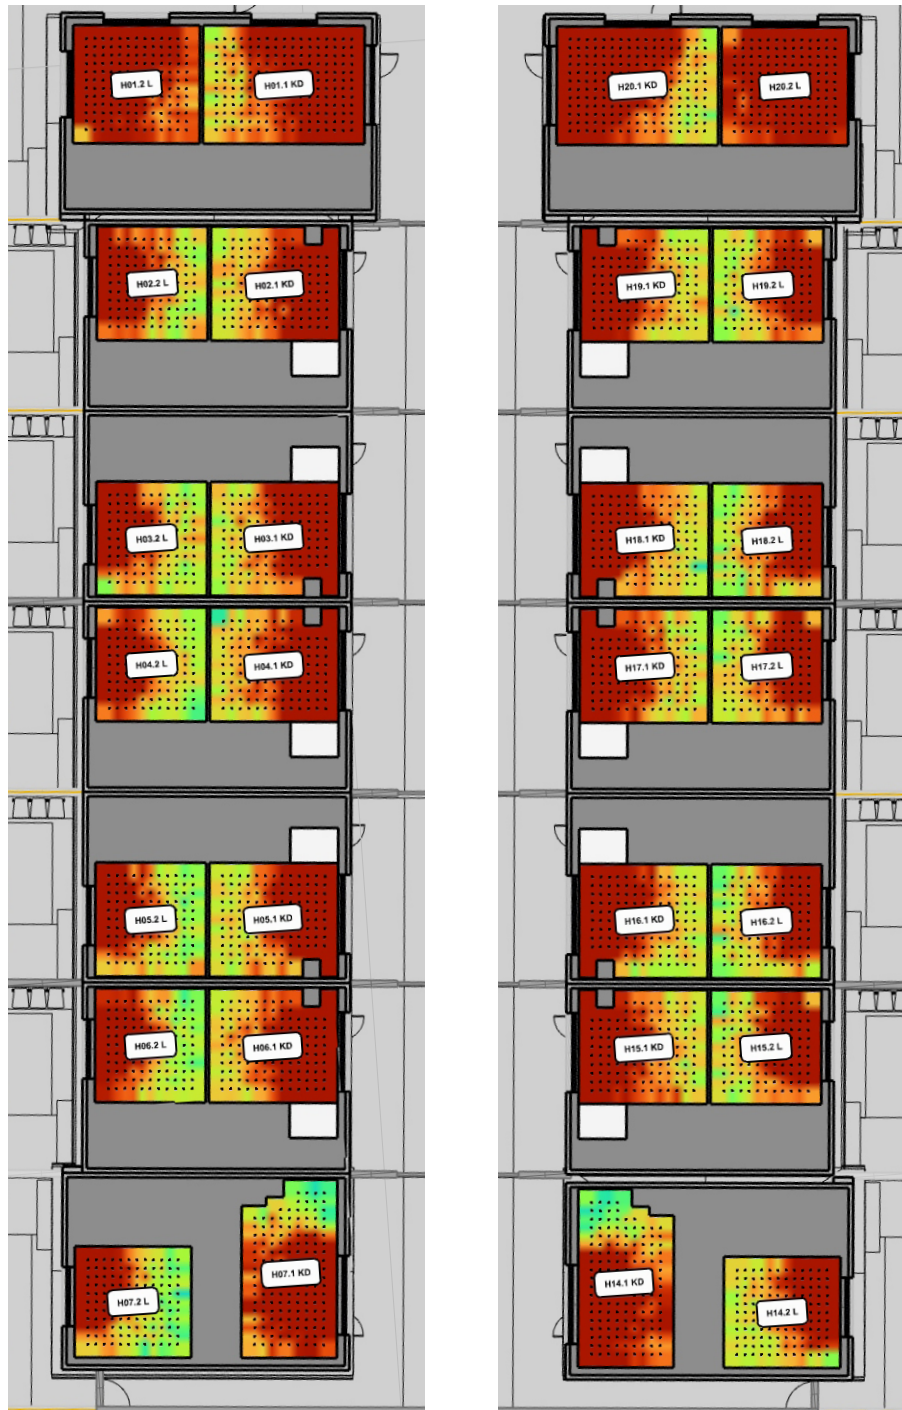 H01.2 L
H01.1 KD
H20.1 KD
H20.2 L
H02.2 L
H02.1 KD
H19.1 KD
H19.2 L
H03.2 L
H03.1 KD
H18.1 KD
H18.2 L
H04.2 L
H04.1 KD
H17.1 KD
H17.2 L
H05.2 L
H05.1 KD
H16.1 KD
H16.2 L
H06.2 L
H06.1 KD
H15.1 KD
H15.2 L
H07.2 L
H07.1 KD
H14.1 KD
H14.2 L